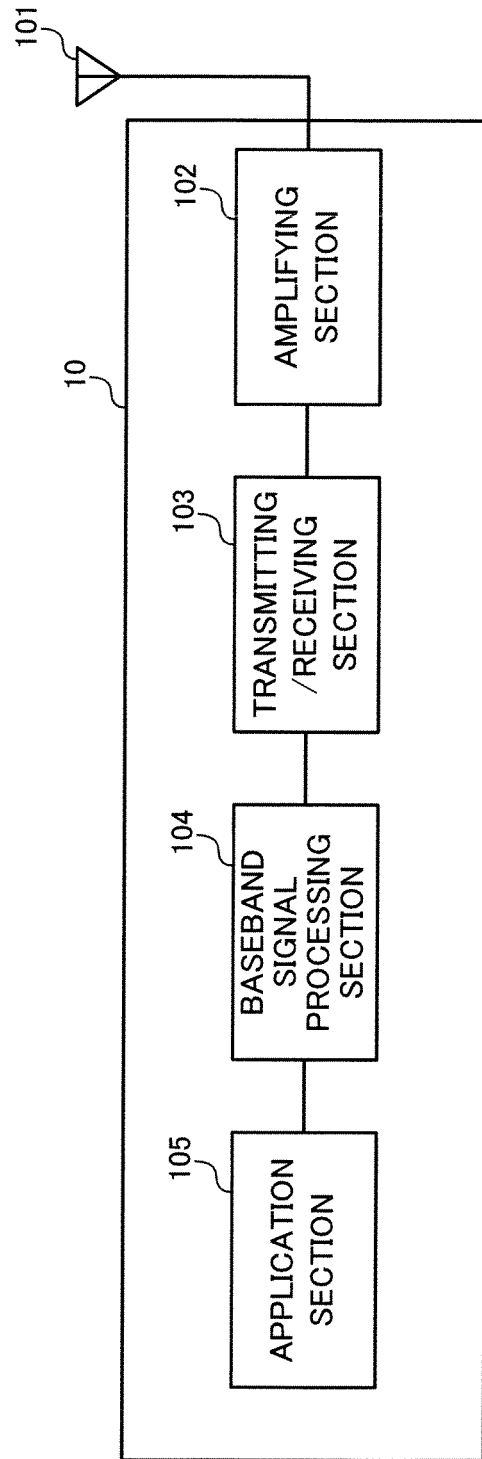 10
101
105
APPLICATION
SECTION
104
BASEBAND
SIGNAL
PROCESSING
SECTION
103
TRANSMITTING
/RECEIVING
SECTION
102
AMPLIFYING
SECTION